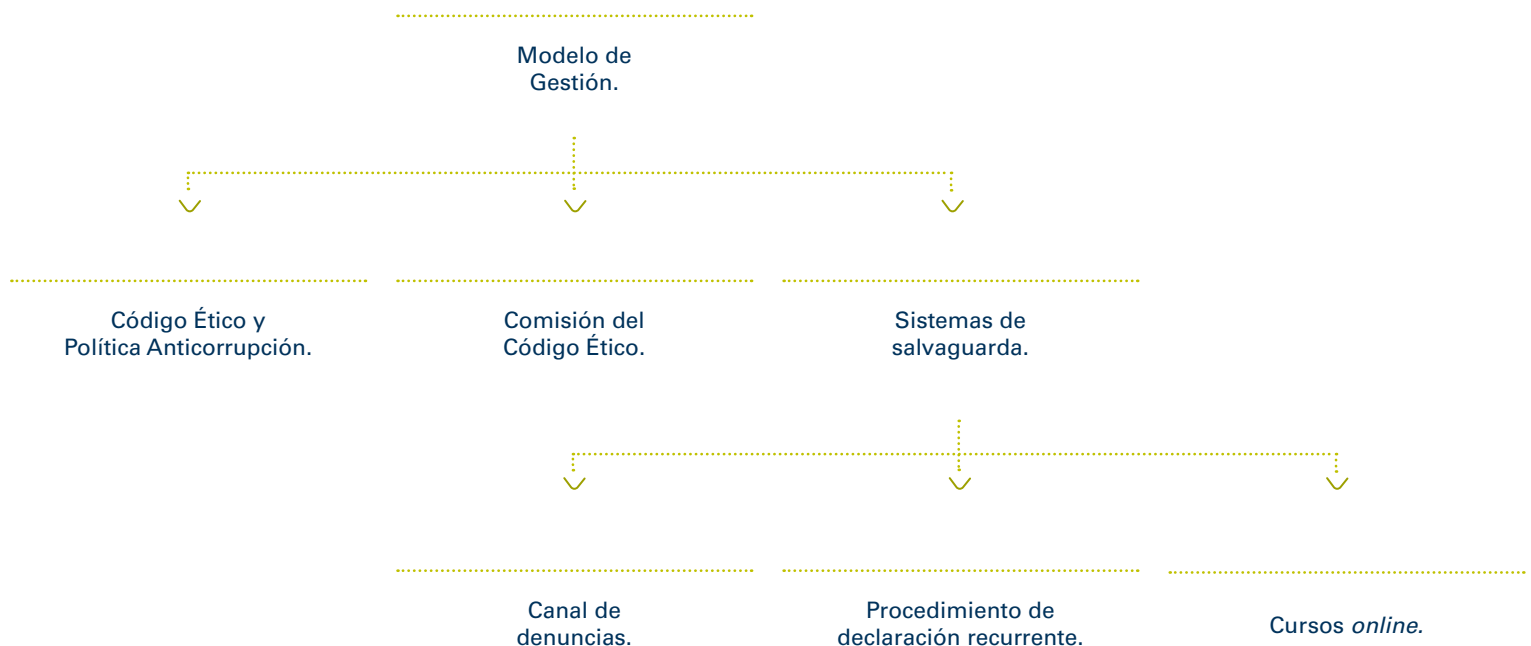 Modelo de
Gestión.
Código Ético y
Política Anticorrupción.
Comisión del
Código Ético.
Sistemas de
salvaguarda.
Canal de
denuncias.
Procedimiento de
declaración recurrente.
Cursos online.